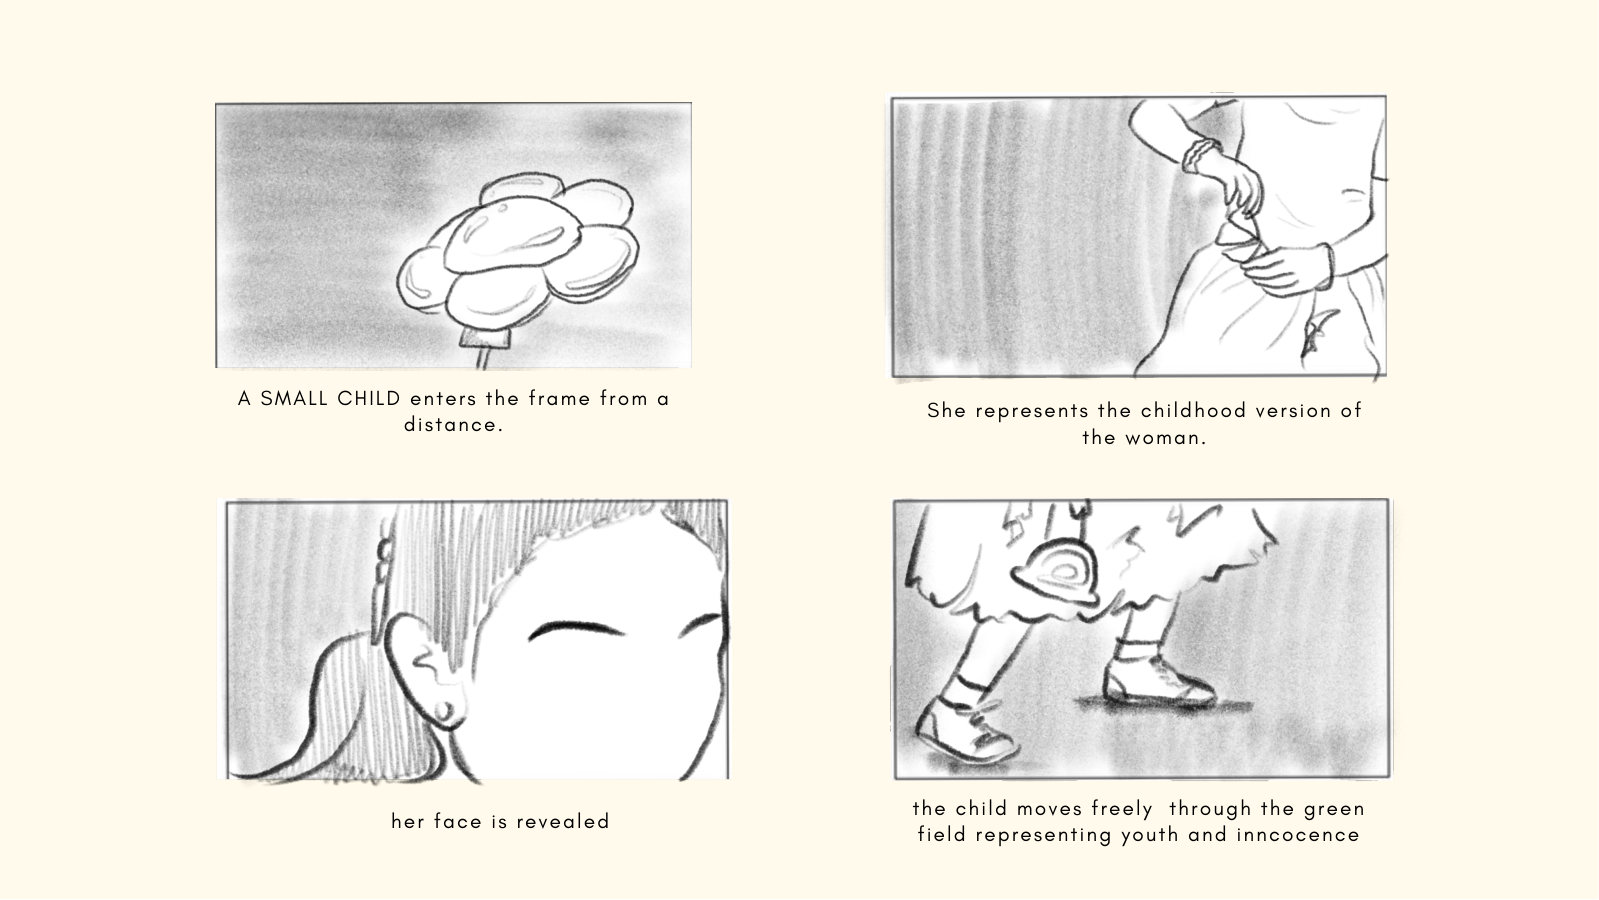 A SMALL CHILD enters the frame from a
distance.
She represents the childhood version of
the woman.
her face is revealed
the child moves freely  through the green
field representing youth and inncocence